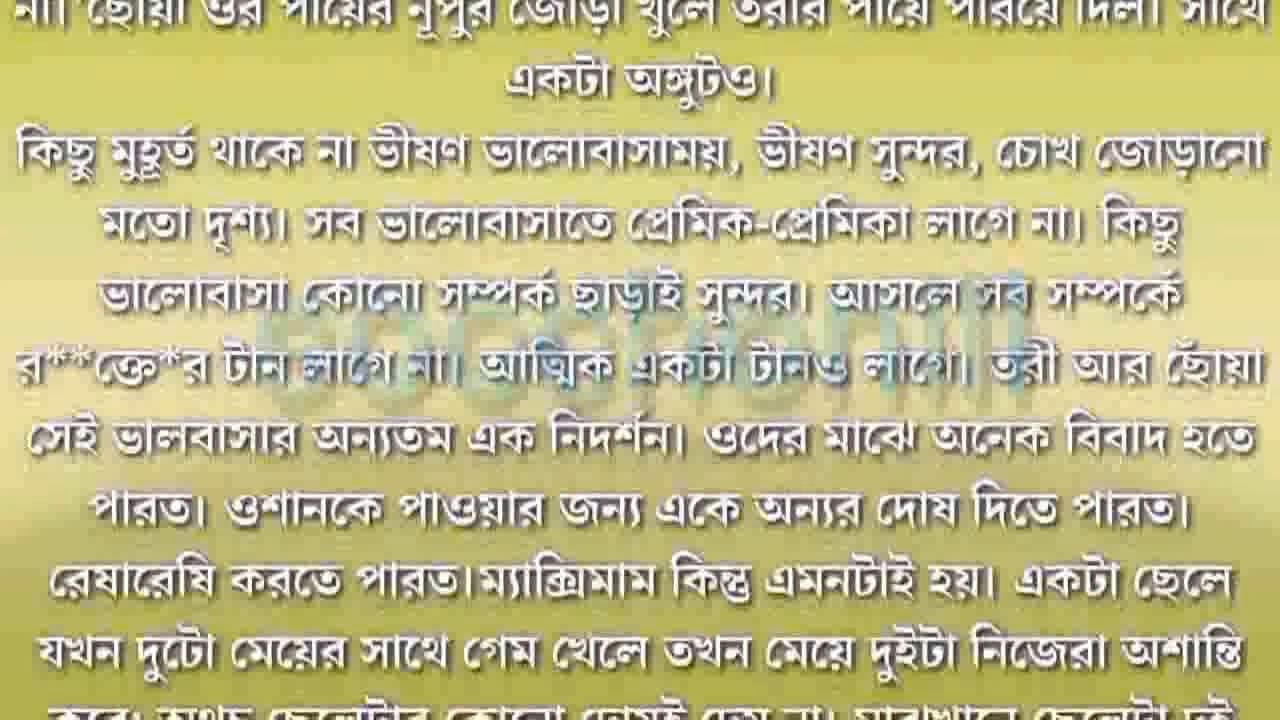 না। ছোঁয়া ওর পায়ের নূপুর জোড়া খুলে তরীর পায়ে পরিয়ে দিল। সাথে
একটা অঙ্গুটও।
কিছু মুহূর্ত থাকে না ভীষণ ভালোবাসাময়, ভীষণ সুন্দর, চোখ জোড়ানো
মতো দৃশ্য। সব ভালোবাসাতে প্রেমিক-প্রেমিকা লাগে না। কিছু
ভালোবাসা কোনো সম্পর্ক ছাড়াই সুন্দর। আসলে সব সম্পর্কে
র**ক্তে*র টান লাগে না। আত্মিক একটা টানও লাগে। তরী আর ছোঁয়া
সেই ভালবাসার অন্যতম এক নিদর্শন। ওদের মাঝে অনেক বিবাদ হতে
পারত। ওশানকে পাওয়ার জন্য একে অন্যর দোষ দিতে পারত।
রেষারেষি করতে পারত।ম্যাক্সিমাম কিন্তু এমনটাই হয়। একটা ছেলে
যখন দুটো মেয়ের সাথে গেম খেলে তখন মেয়ে দুইটা নিজেরা অশান্তি